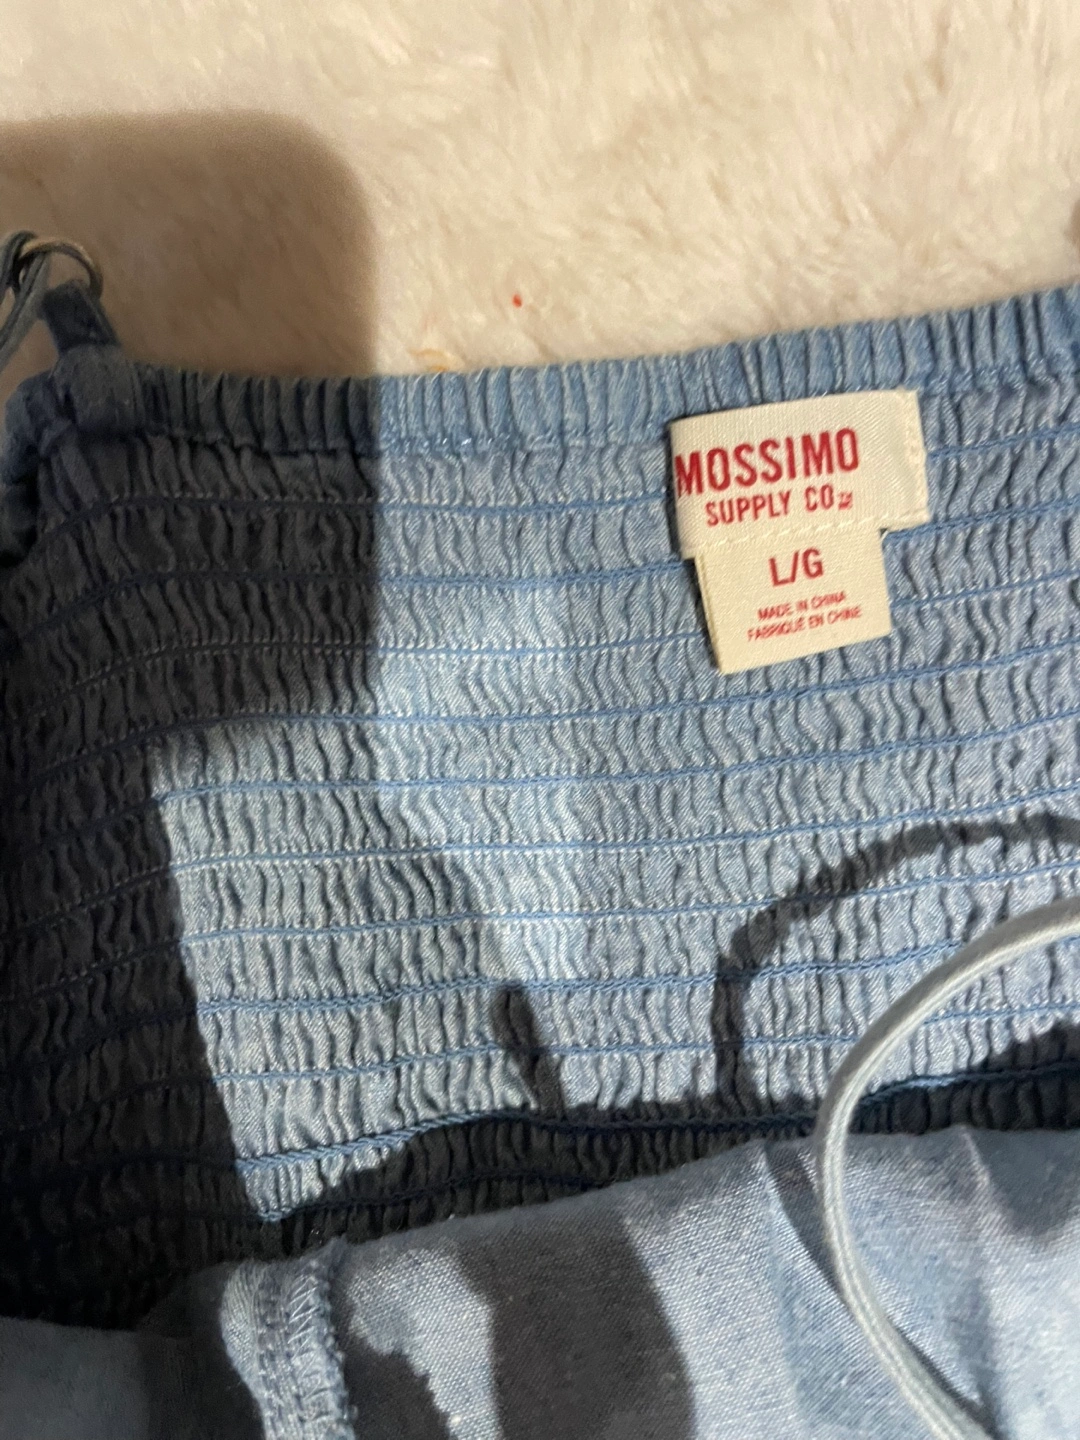 MOSSIMO
SUPPLY CO
L/G
MADE IN CHINA
FABRIQUÉ EN CHINE